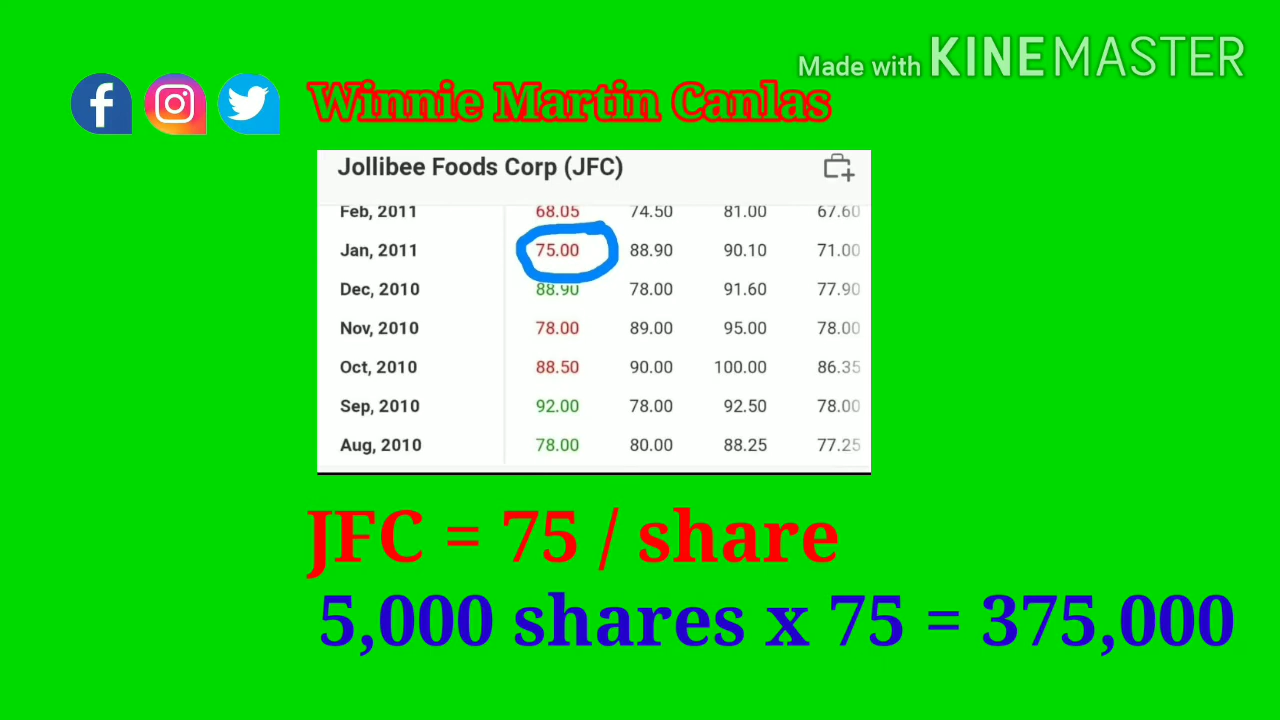 Made with KINEMASTER
Winnie Martin Canlas
Jollibee Foods Corp (JFC)
Feb, 2011 68.05 74.50 81.00 67.60
Jan, 2011 75.00 88.90 90.10 71.00
Dec, 2010 88.90 78.00 91.60 77.90
Nov, 2010 78.00 89.00 95.00 78.00
Oct, 2010 88.50 90.00 100.00 86.35
Sep, 2010 92.00 78.00 92.50 78.00
Aug, 2010 78.00 80.00 88.25 77.25
JFC = 75 / share
5,000 shares x 75 = 375,000